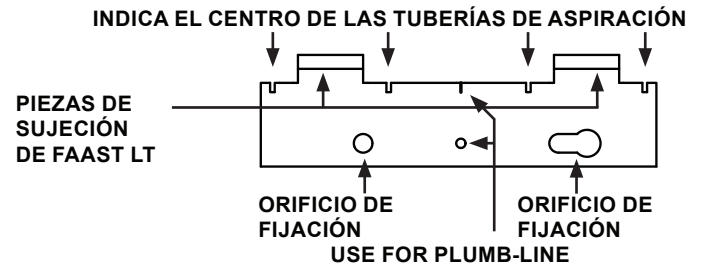 INDICA EL CENTRO DE LAS TUBERÍAS DE ASPIRACIÓN
PIEZAS DE
SUJECIÓN
DE FAAST LT
ORIFICIO DE
FIJACIÓN
ORIFICIO DE
FIJACIÓN
USE FOR PLUMB-LINE